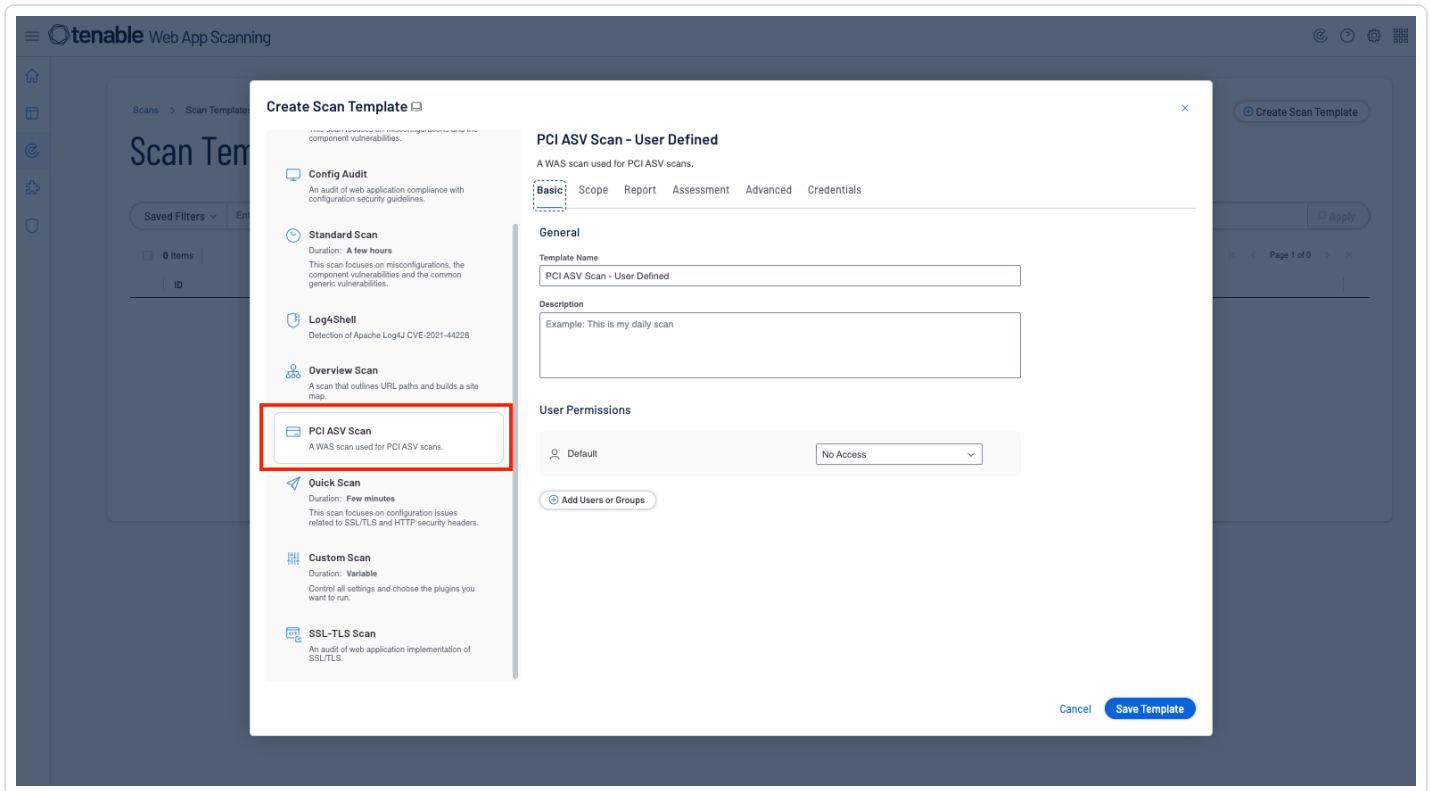 tenable Web App Scanning
Scans > Scan Templates
Create Scan Template
Scan Tem
Saved Filters
Apply
0 Items
Page 1 of 0
ID
Create Scan Template
component vulnerabilities.
Config Audit
An audit of web application compliance with
configuration security guidelines.
Standard Scan
Duration: A few hours
This scan focuses on misconfigurations, the
component vulnerabilities and the common
generic vulnerabilities.
Log4Shell
Detection of Apache Log4J CVE-2021-44228
Overview Scan
A scan that outlines URL paths and builds a site
map.
PCI ASV Scan
A WAS scan used for PCI ASV scans.
Quick Scan
Duration: Few minutes
This scan focuses on configuration issues
related to SSL/TLS and HTTP security headers.
Custom Scan
Duration: Variable
Control all settings and choose the plugins you
want to run.
SSL-TLS Scan
An audit of web application implementation of
SSL/TLS.
PCI ASV Scan - User Defined
A WAS scan used for PCI ASV scans.
Basic Scope Report Assessment Advanced Credentials
General
Template Name
PCI ASV Scan - User Defined
Description
Example: This is my daily scan
User Permissions
Default
No Access
Add Users or Groups
Cancel
Save Template